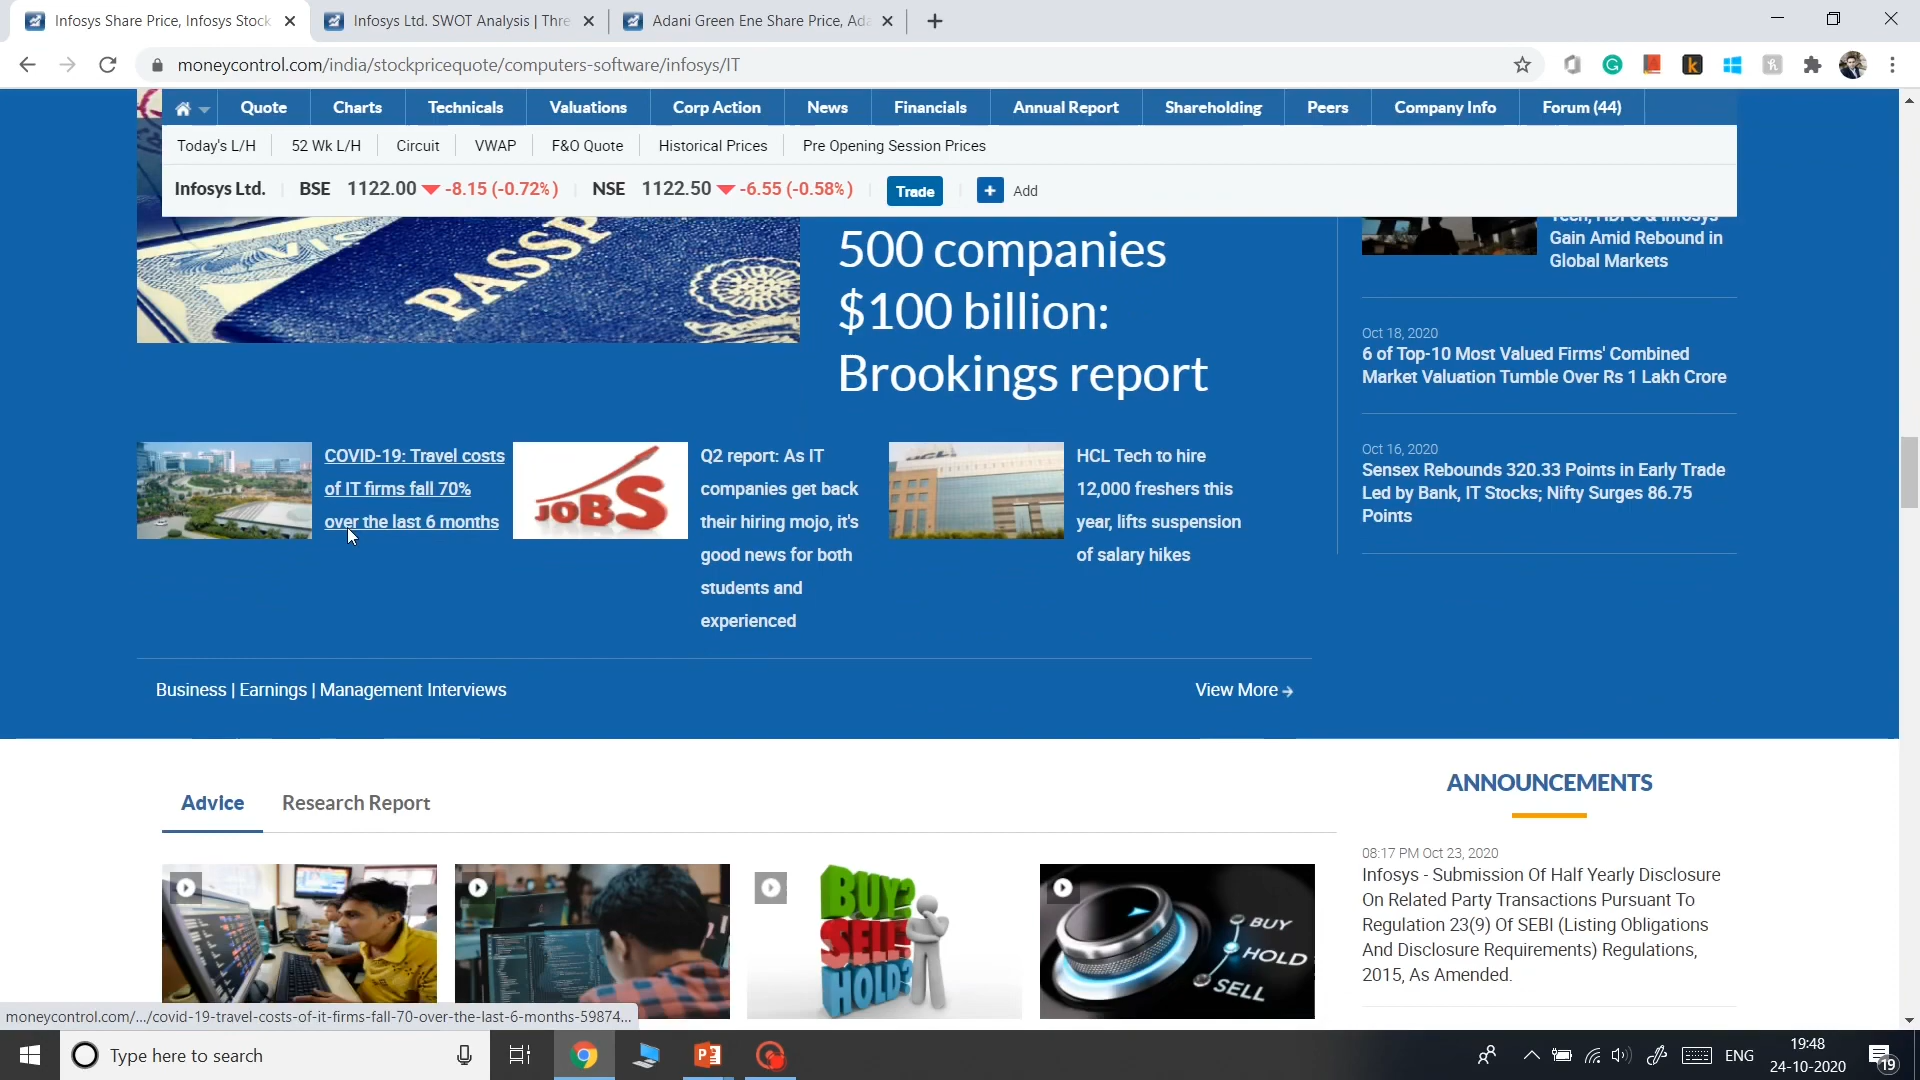 Infosys Share Price, Infosys Stock
Infosys Ltd. SWOT Analysis | Thre
Adani Green Ene Share Price, Ada
moneycontrol.com/india/stockpricequote/computers-software/infosys/IT
Quote
Charts
Technicals
Valuations
Corp Action
News
Financials
Annual Report
Shareholding
Peers
Company Info
Forum (44)
Today's L/H
52 Wk L/H
Circuit
VWAP
F&O Quote
Historical Prices
Pre Opening Session Prices
Infosys Ltd.
BSE 1122.00 -8.15 (-0.72%)
NSE 1122.50 -6.55 (-0.58%)
Trade
+ Add
PASSP
VIS
500 companies
$100 billion:
Brookings report
Tech, HDFC & Infosys
Gain Amid Rebound in
Global Markets
Oct 18, 2020
6 of Top-10 Most Valued Firms' Combined
Market Valuation Tumble Over Rs 1 Lakh Crore
Oct 16, 2020
Sensex Rebounds 320.33 Points in Early Trade
Led by Bank, IT Stocks; Nifty Surges 86.75
Points
COVID-19: Travel costs
of IT firms fall 70%
over the last 6 months
JOBS
Q2 report: As IT
companies get back
their hiring mojo, it's
good news for both
students and
experienced
HCL
HCL Tech to hire
12,000 freshers this
year, lifts suspension
of salary hikes
Business | Earnings | Management Interviews
View More
Advice
Research Report
BUY?
SELL?
HOLD?
BUY
HOLD
SELL
ANNOUNCEMENTS
08:17 PM Oct 23, 2020
Infosys - Submission Of Half Yearly Disclosure
On Related Party Transactions Pursuant To
Regulation 23(9) Of SEBI (Listing Obligations
And Disclosure Requirements) Regulations,
2015, As Amended.
moneycontrol.com/.../covid-19-travel-costs-of-it-firms-fall-70-over-the-last-6-months-59874...
Type here to search
ENG
19:48
24-10-2020
19